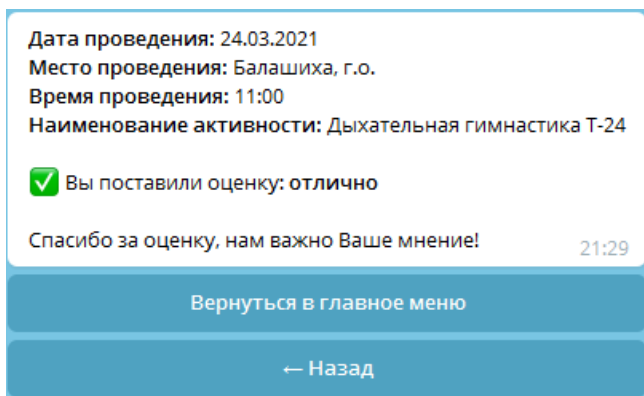 Дата проведения: 24.03.2021
Место проведения: Балашиха, г.о.
Время проведения: 11:00
Наименование активности: Дыхательная гимнастика Т-24
✅ Вы поставили оценку: отлично
Спасибо за оценку, нам важно Ваше мнение!
21:29
Вернуться в главное меню
← Назад